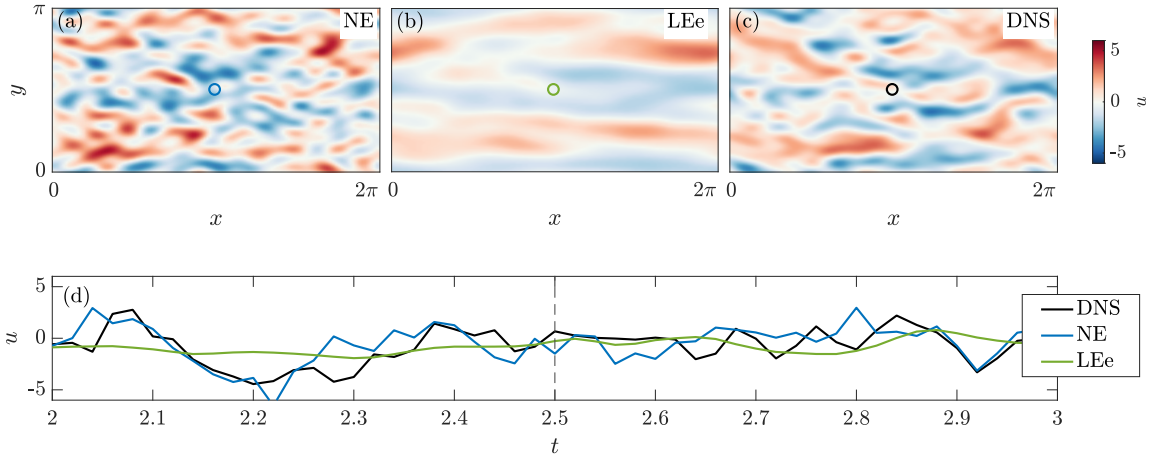 (a) NE
(b) LEe
(c) DNS
π
y
0
0 2π
x
0 2π
x
0 2π
x
5
0
-5
u
(d)
5
0
-5
u
2 2.1 2.2 2.3 2.4 2.5 2.6 2.7 2.8 2.9 3
t
DNS
NE
LEe